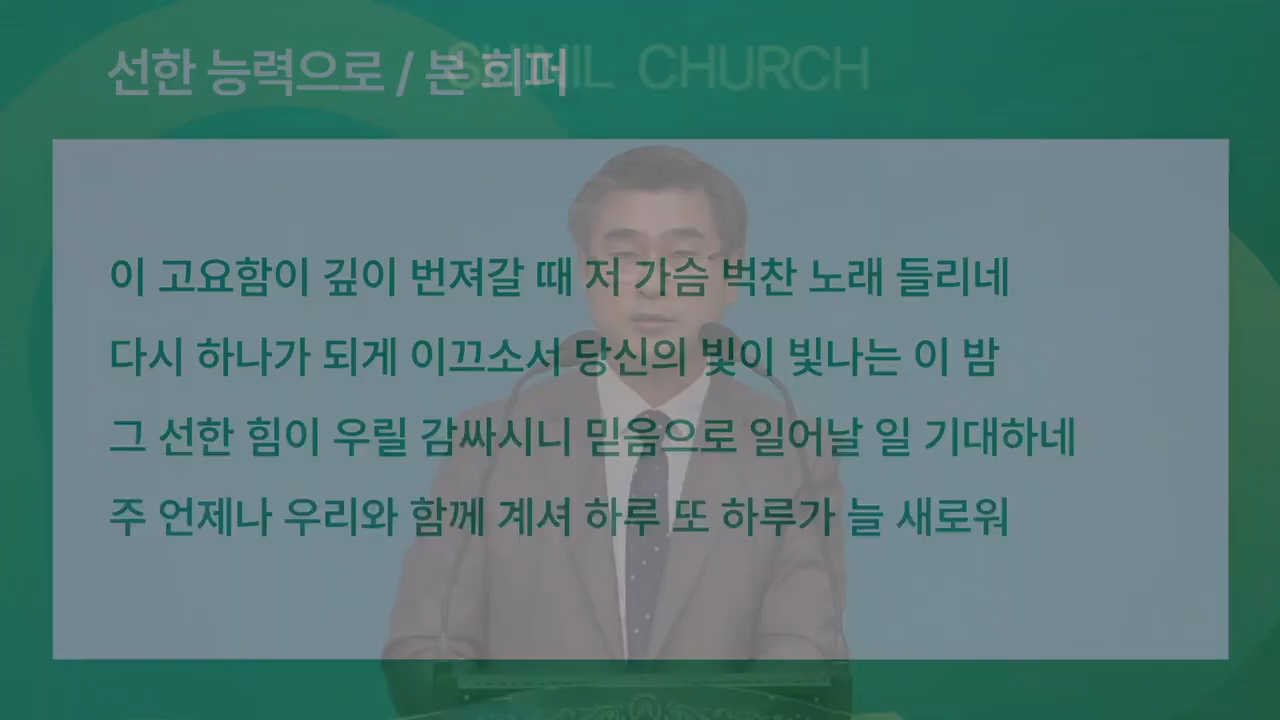 선한 능력으로 / 본 회퍼
CHURCH
이 고요함이 깊이 번져갈 때 저 가슴 벅찬 노래 들리네
다시 하나가 되게 이끄소서 당신의 빛이 빛나는 이 밤
그 선한 힘이 우릴 감싸시니 믿음으로 일어날 일 기대하네
주 언제나 우리와 함께 계셔 하루 또 하루가 늘 새로워